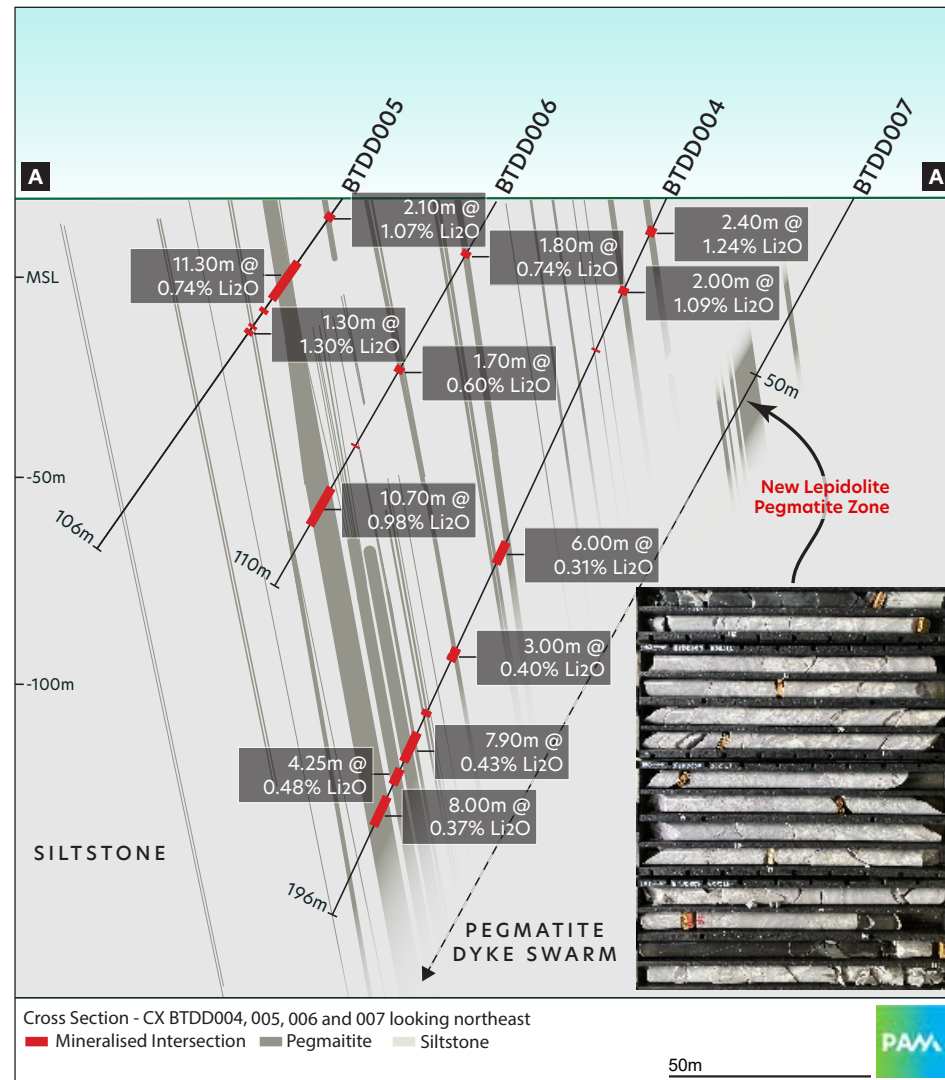 BTDD005
BTDD006
BTDD004
BTDD007
A
A
2.10m @
1.07% Li2O
2.40m @
1.24% Li2O
1.80m @
0.74% Li2O
11.30m @
0.74% Li2O
MSL
2.00m @
1.09% Li2O
1.30m @
1.30% Li2O
1.70m @
0.60% Li2O
50m
-50m
New Lepidolite
Pegmatite Zone
10.70m @
0.98% Li2O
106m
110m
6.00m @
0.31% Li2O
3.00m @
0.40% Li2O
-100m
7.90m @
0.43% Li2O
4.25m @
0.48% Li2O
8.00m @
0.37% Li2O
SILTSTONE
196m
PEGMATITE
DYKE SWARM
Cross Section - CX BTDD004, 005, 006 and 007 looking northeast
Mineralised Intersection Pegmaitite Siltstone
50m
PAM